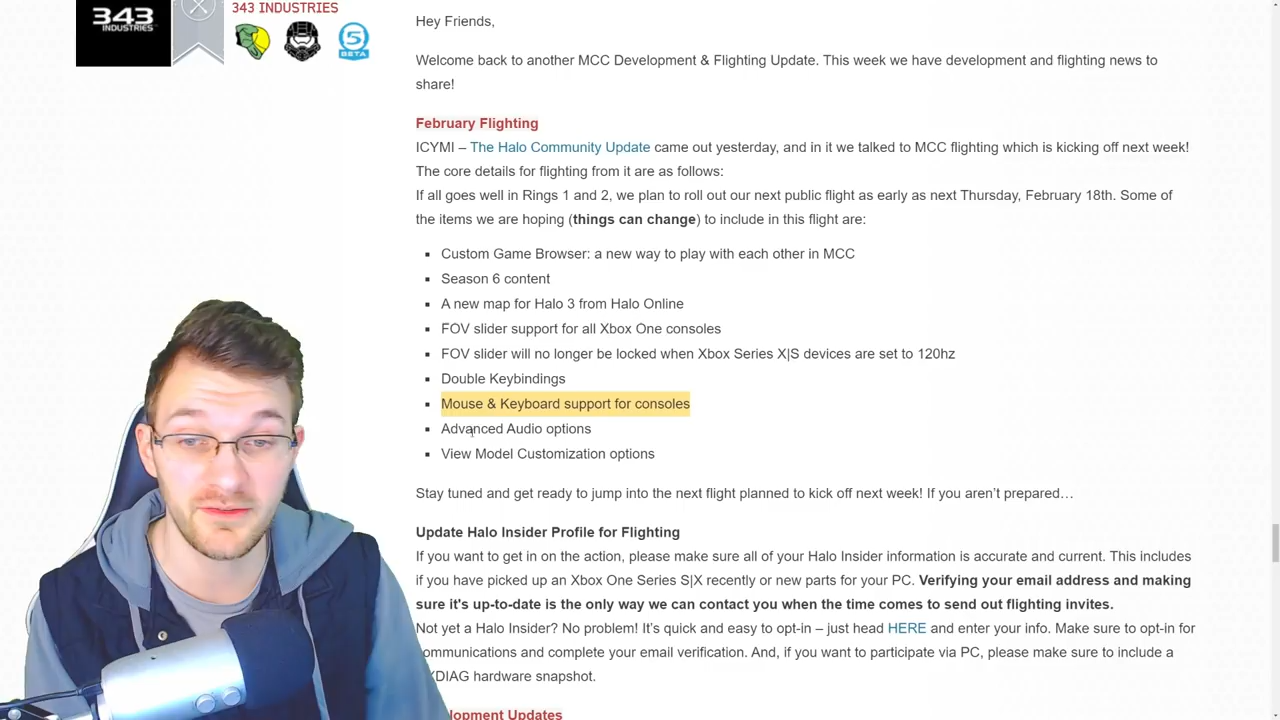 343
INDUSTRIES
343 INDUSTRIES
5
BETA
Hey Friends,
Welcome back to another MCC Development & Flighting Update. This week we have development and flighting news to
share!
February Flighting
ICYMI – The Halo Community Update came out yesterday, and in it we talked to MCC flighting which is kicking off next week!
The core details for flighting from it are as follows:
If all goes well in Rings 1 and 2, we plan to roll out our next public flight as early as next Thursday, February 18th. Some of
the items we are hoping (things can change) to include in this flight are:
▪ Custom Game Browser: a new way to play with each other in MCC
▪ Season 6 content
▪ A new map for Halo 3 from Halo Online
▪ FOV slider support for all Xbox One consoles
▪ FOV slider will no longer be locked when Xbox Series X|S devices are set to 120hz
▪ Double Keybindings
▪ Mouse & Keyboard support for consoles
▪ Advanced Audio options
▪ View Model Customization options
Stay tuned and get ready to jump into the next flight planned to kick off next week! If you aren't prepared…
Update Halo Insider Profile for Flighting
If you want to get in on the action, please make sure all of your Halo Insider information is accurate and current. This includes
if you have picked up an Xbox One Series S|X recently or new parts for your PC. Verifying your email address and making
sure it's up-to-date is the only way we can contact you when the time comes to send out flighting invites.
Not yet a Halo Insider? No problem! It's quick and easy to opt-in – just head HERE and enter your info. Make sure to opt-in for
ommunications and complete your email verification. And, if you want to participate via PC, please make sure to include a
XDIAG hardware snapshot.
lopment Updates